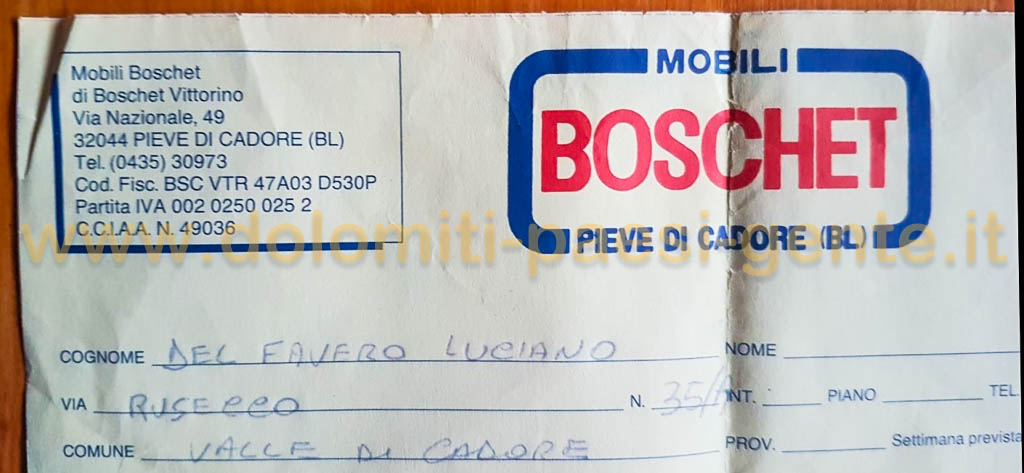 Mobili Boschet
di Boschet Vittorino
Via Nazionale, 49
32044 PIEVE DI CADORE (BL)
Tel. (0435) 30973
Cod. Fisc. BSC VTR 47A03 D530P
Partita IVA 002 0250 025 2
C.C.I.A.A. N. 49036
MOBILI
BOSCHET
PIEVE DI CADORE (BL)
www.dolomiti-paesi-gente.it
COGNOME DEL FAVERO LUCIANO NOME
VIA RUSECCO N. 35/A INT. PIANO TEL.
COMUNE VALLE DI CADORE PROV. Settimana prevista